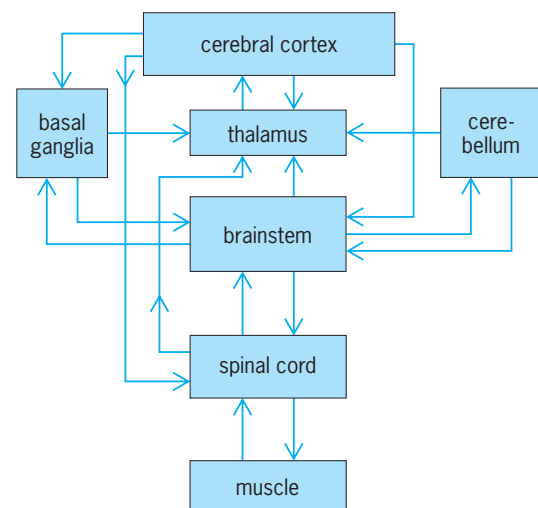 cerebral cortex
basal
ganglia
thalamus
cere-
bellum
brainstem
spinal cord
muscle